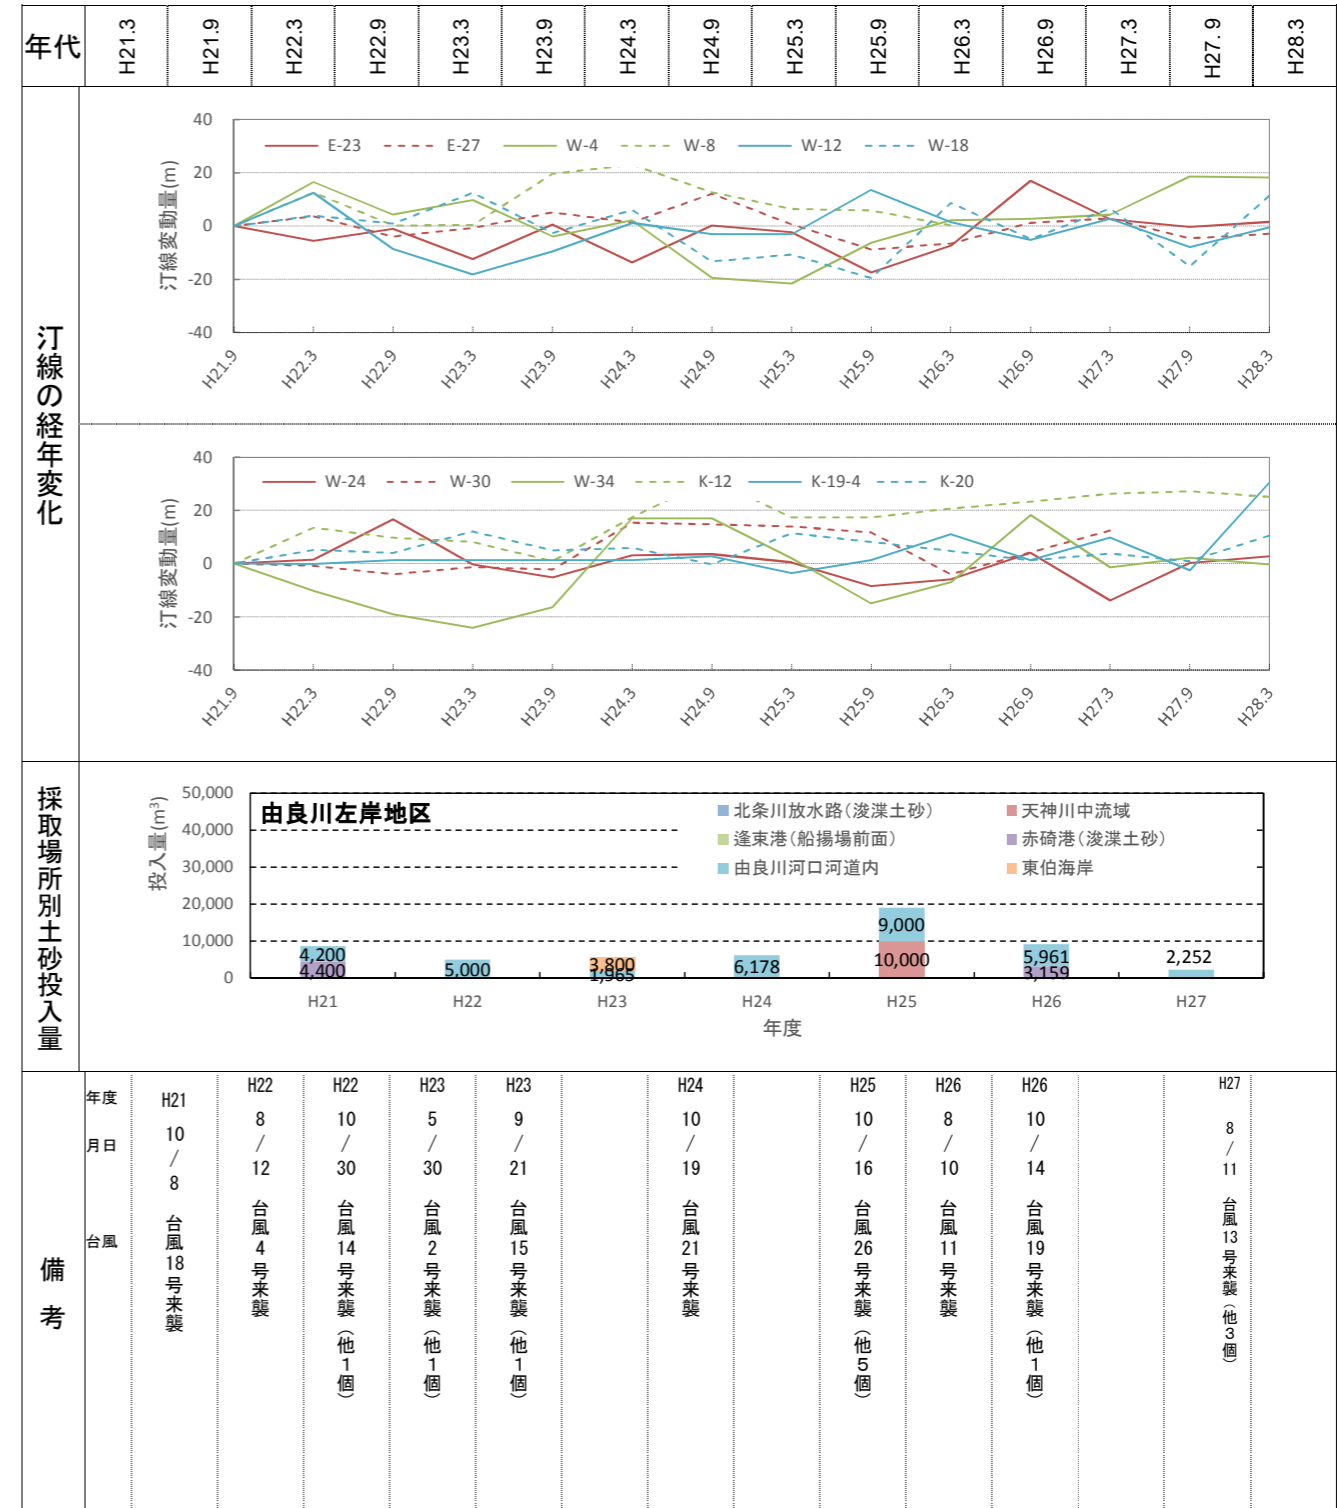 年代 H21.3 H21.9 H22.3 H22.9 H23.3 H23.9 H24.3 H24.9 H25.3 H25.9 H26.3 H26.9 H27.3 H27.9 H28.3
汀線の経年変化
汀線変動量(m)
40
20
0
-20
-40
E-23 E-27 W-4 W-8 W-12 W-18
H21.9 H22.3 H22.9 H23.3 H23.9 H24.3 H24.9 H25.3 H25.9 H26.3 H26.9 H27.3 H27.9 H28.3
汀線変動量(m)
40
20
0
-20
-40
W-24 W-30 W-34 K-12 K-19-4 K-20
H21.9 H22.3 H22.9 H23.3 H23.9 H24.3 H24.9 H25.3 H25.9 H26.3 H26.9 H27.3 H27.9 H28.3
採取場所別土砂投入量
投入量(m³)
50,000
40,000
30,000
20,000
10,000
0
由良川左岸地区
北条川放水路(浚渫土砂) 天神川中流域
逢束港(船揚場前面) 赤碕港(浚渫土砂)
由良川河口河道内 東伯海岸
4,200
4,400
5,000
3,800
1,965
6,178
9,000
10,000
5,961
3,159
2,252
H21 H22 H23 H24 H25 H26 H27
年度
備考
年度
月日
台風
H21 10/8 台風18号来襲
H22 8/12 台風4号来襲
H22 10/30 台風14号来襲(他1個)
H23 5/30 台風2号来襲(他1個)
H23 9/21 台風15号来襲(他1個)
H24 10/19 台風21号来襲
H25 10/16 台風26号来襲(他5個)
H26 8/10 台風11号来襲
H26 10/14 台風19号来襲(他1個)
H27 8/11 台風13号来襲(他3個)